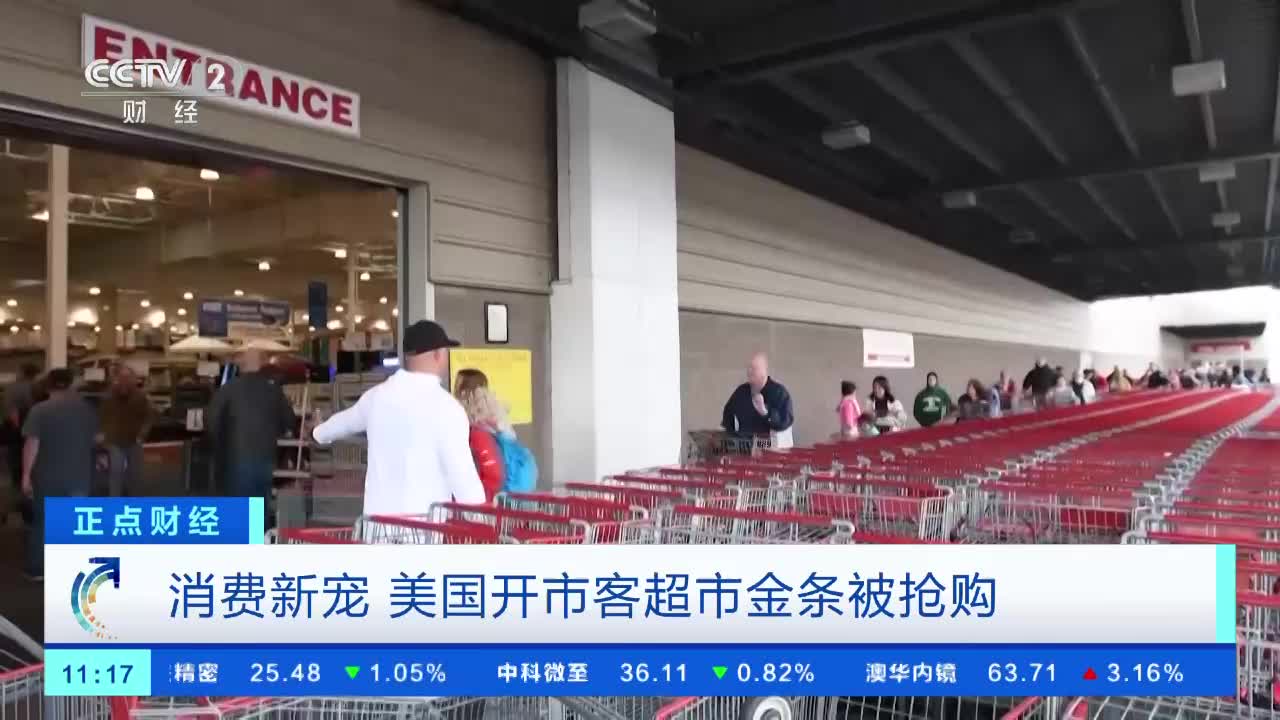 ENTRANCE
CCTV 2
财经
正点财经
消费新宠 美国开市客超市金条被抢购
11:17 精密 25.48 ▼ 1.05% 中科微至 36.11 ▼ 0.82% 澳华内镜 63.71 ▲ 3.16%